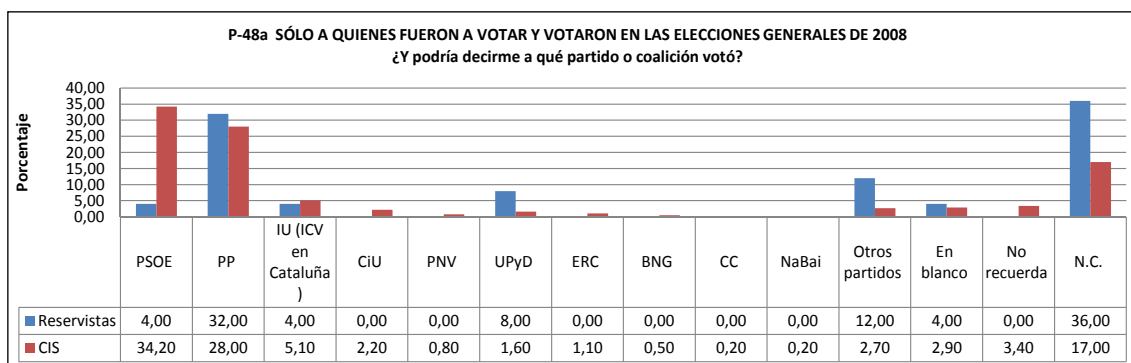 P-48a SÓLO A QUIENES FUERON A VOTAR Y VOTARON EN LAS ELECCIONES GENERALES DE 2008
¿Y podría decirme a qué partido o coalición votó?
Porcentaje
40,00
35,00
30,00
25,00
20,00
15,00
10,00
5,00
0,00
PSOE PP IU (ICV en Cataluña ) CiU PNV UPyD ERC BNG CC NaBai Otros partidos En blanco No recuerda N.C.
Reservistas 4,00 32,00 4,00 0,00 0,00 8,00 0,00 0,00 0,00 0,00 12,00 4,00 0,00 36,00
CIS 34,20 28,00 5,10 2,20 0,80 1,60 1,10 0,50 0,20 0,20 2,70 2,90 3,40 17,00